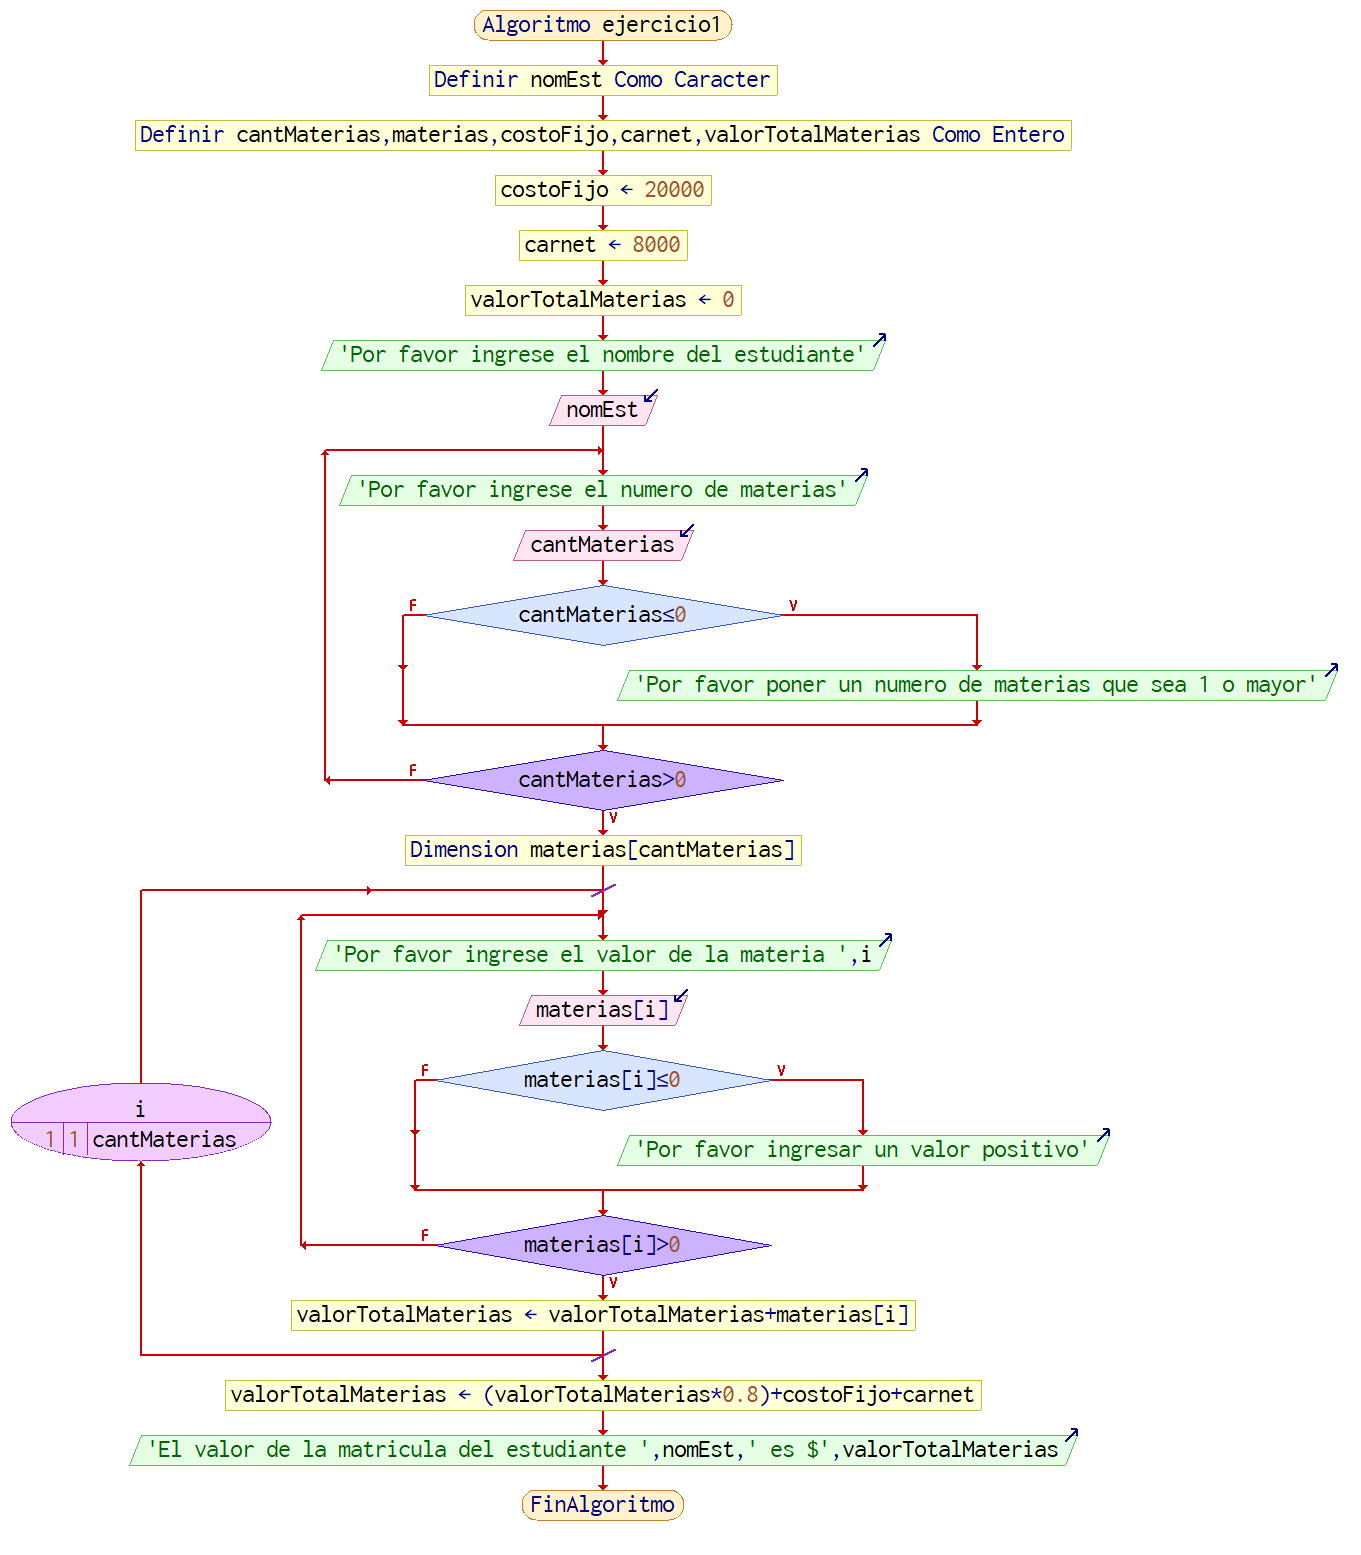 Algoritmo ejercicio1
Definir nomEst Como Caracter
Definir cantMaterias,materias,costoFijo,carnet,valorTotalMaterias Como Entero
costoFijo ← 20000
carnet ← 8000
valorTotalMaterias ← 0
'Por favor ingrese el nombre del estudiante'
nomEst
'Por favor ingrese el numero de materias'
cantMaterias
F
V
cantMaterias≤0
'Por favor poner un numero de materias que sea 1 o mayor'
F
cantMaterias>0
V
Dimension materias[cantMaterias]
'Por favor ingrese el valor de la materia ',i
materias[i]
F
V
materias[i]≤0
i
1 1 cantMaterias
'Por favor ingresar un valor positivo'
F
materias[i]>0
V
valorTotalMaterias ← valorTotalMaterias+materias[i]
valorTotalMaterias ← (valorTotalMaterias*0.8)+costoFijo+carnet
'El valor de la matricula del estudiante ',nomEst,' es $',valorTotalMaterias
FinAlgoritmo